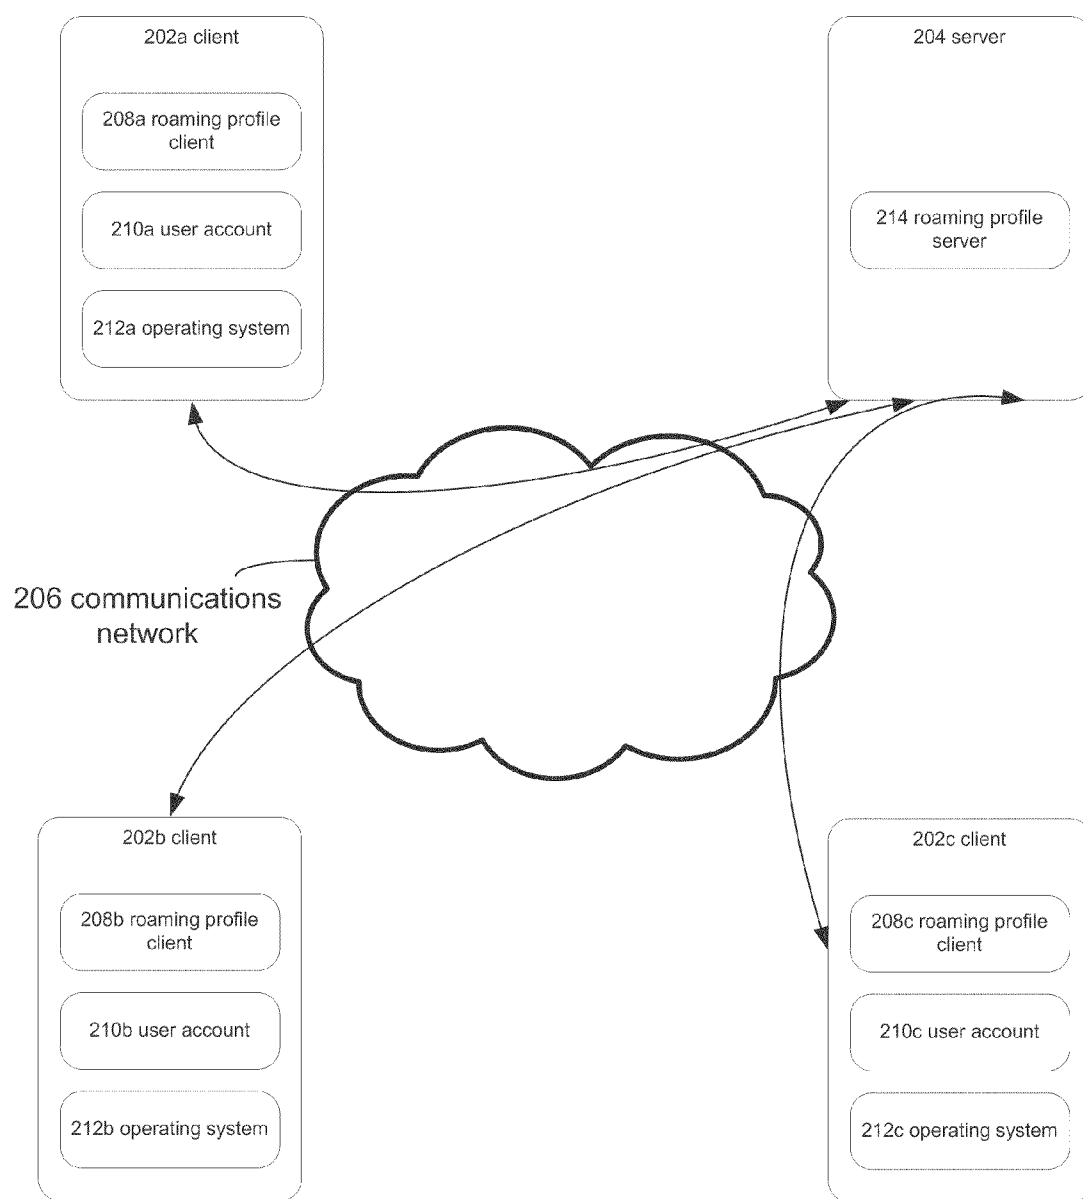 202a client
208a roaming profile
client
210a user account
212a operating system
204 server
214 roaming profile
server
206 communications
network
202b client
208b roaming profile
client
210b user account
212b operating system
202c client
208c roaming profile
client
210c user account
212c operating system